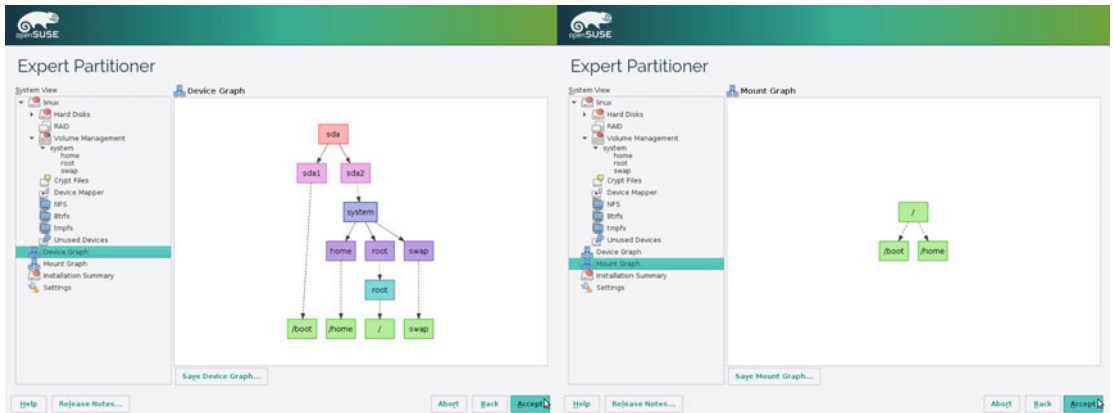 openSUSE
Expert Partitioner
System View
linux
Hard Disks
RAID
Volume Management
system
home
root
swap
Crypt Files
Device Mapper
NFS
Btrfs
tmpfs
Unused Devices
Device Graph
Mount Graph
Installation Summary
Settings
Device Graph
sda
sda1 sda2
system
home root swap
root
/boot /home / swap
Save Device Graph...
Help Release Notes... Abort Back Accept
openSUSE
Expert Partitioner
System View
linux
Hard Disks
RAID
Volume Management
system
home
root
swap
Crypt Files
Device Mapper
NFS
Btrfs
tmpfs
Unused Devices
Device Graph
Mount Graph
Installation Summary
Settings
Mount Graph
/
/boot /home
Save Mount Graph...
Help Release Notes... Abort Back Accept